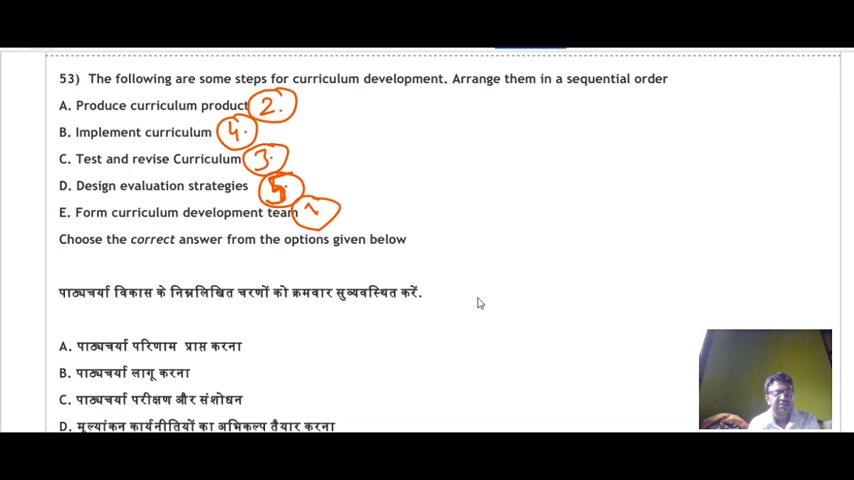 53) The following are some steps for curriculum development. Arrange them in a sequential order
A. Produce curriculum product 2.
B. Implement curriculum 4.
C. Test and revise Curriculum 3.
D. Design evaluation strategies 5.
E. Form curriculum development team 1
Choose the correct answer from the options given below
पाठ्यचर्या विकास के निम्नलिखित चरणों को क्रमवार सुव्यवस्थित करें.
A. पाठ्यचर्या परिणाम प्राप्त करना
B. पाठ्यचर्या लागू करना
C. पाठ्यचर्या परीक्षण और संशोधन
D. मूल्यांकन कार्यनीतियों का अभिकल्प तैयार करना